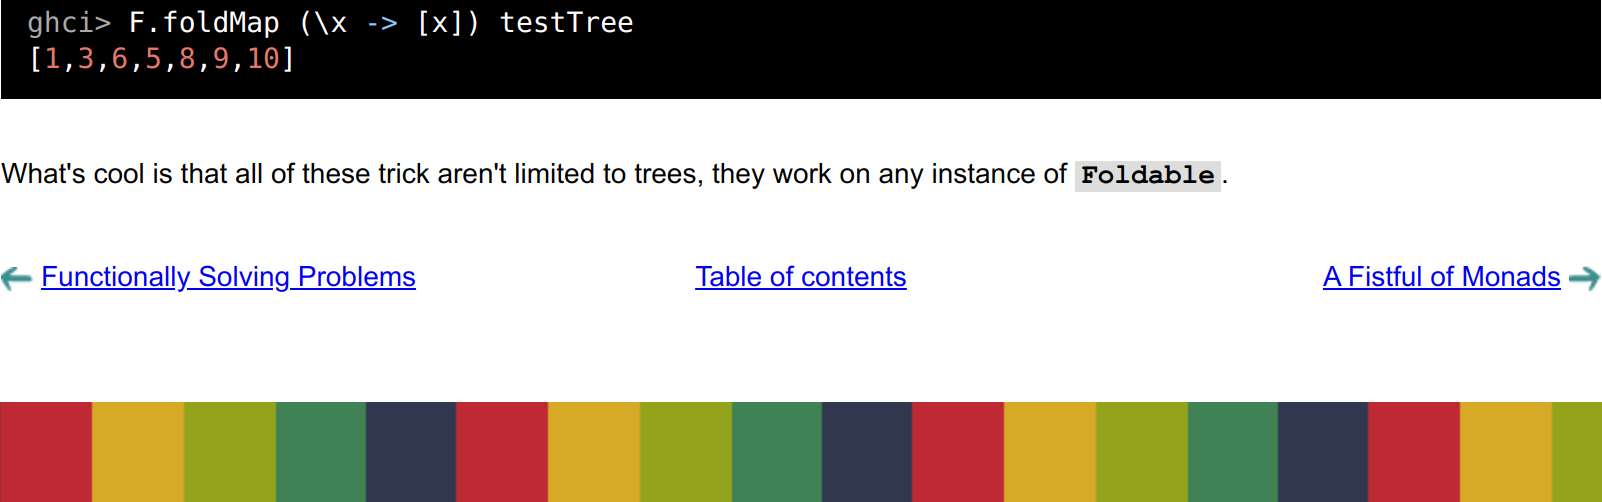 ghci> F.foldMap (\x -> [x]) testTree
[1,3,6,5,8,9,10]
What's cool is that all of these trick aren't limited to trees, they work on any instance of Foldable.
Functionally Solving Problems
Table of contents
A Fistful of Monads